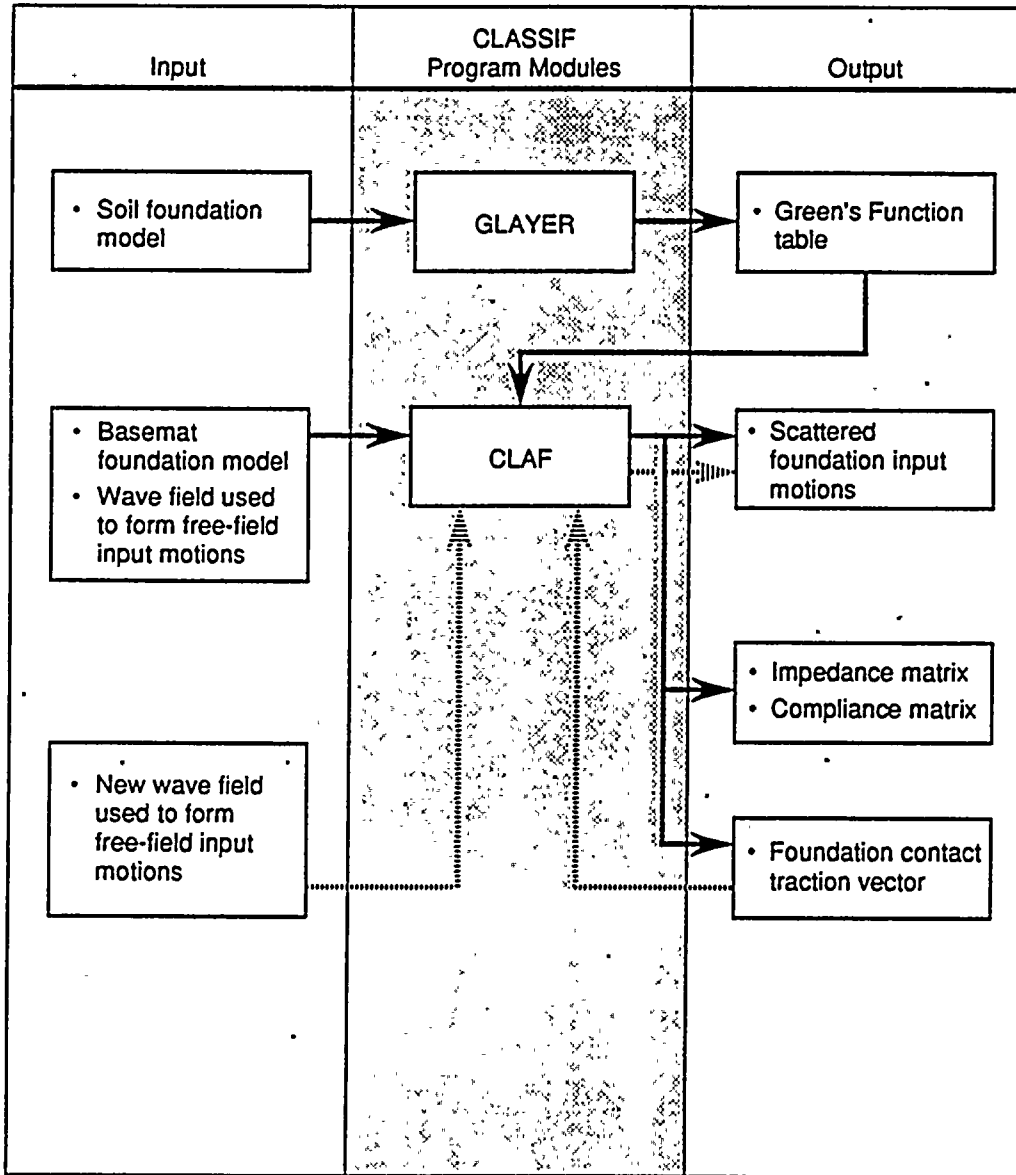 Input
CLASSIF
Program Modules
Output
• Soil foundation
model
GLAYER
• Green's Function
table
• Basemat
foundation model
• Wave field used
to form free-field
input motions
CLAF
• Scattered
foundation input
motions
• Impedance matrix
• Compliance matrix
• New wave field
used to form
free-field input
motions
• Foundation contact
traction vector